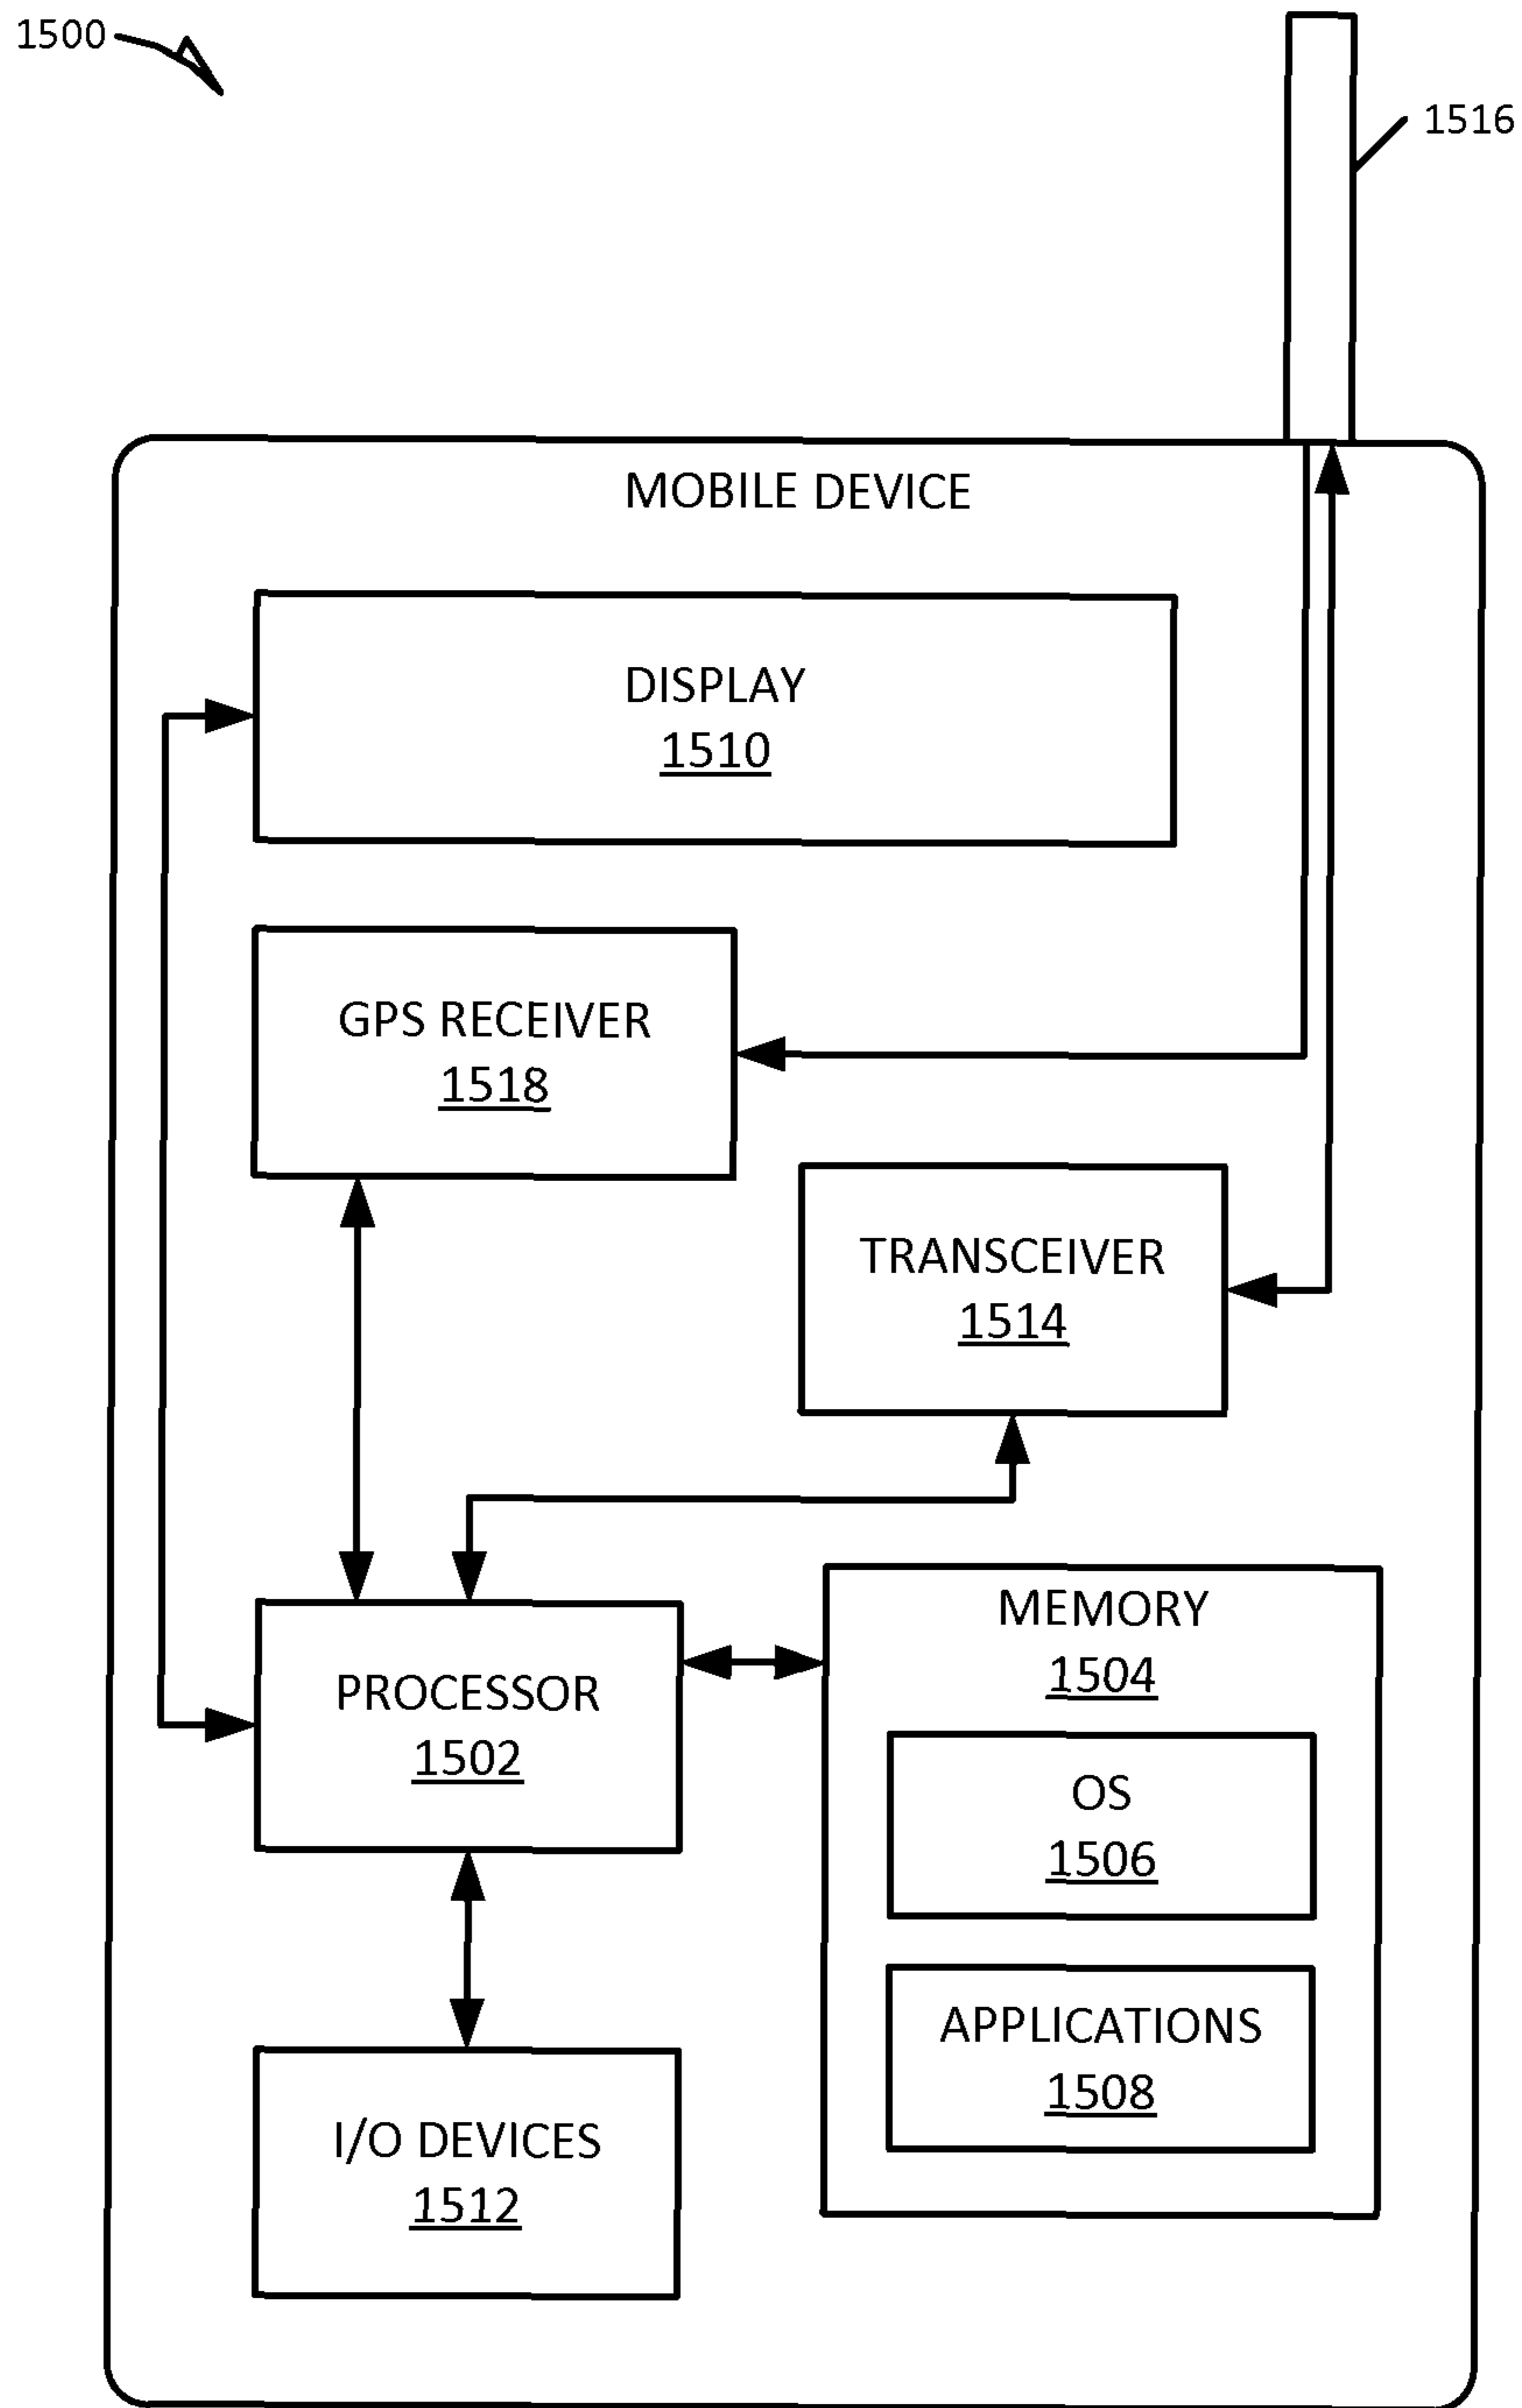 1500
1516
MOBILE DEVICE
DISPLAY
1510
GPS RECEIVER
1518
TRANSCEIVER
1514
MEMORY
1504
PROCESSOR
1502
OS
1506
APPLICATIONS
1508
I/O DEVICES
1512